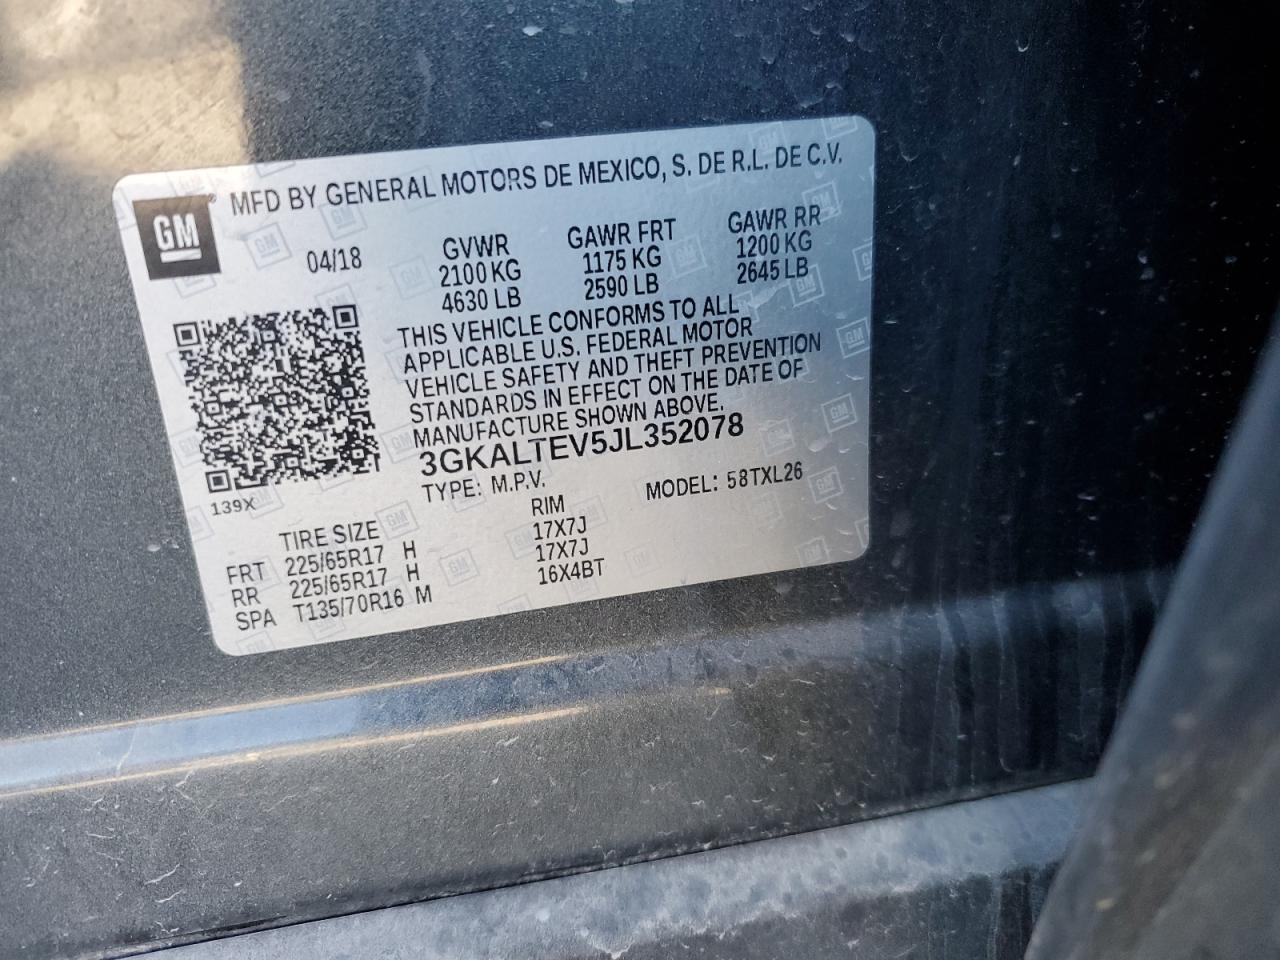 MFD BY GENERAL MOTORS DE MEXICO, S. DE R.L. DE C.V.
GM®
04/18
GVWR GAWR FRT GAWR RR
2100 KG 1175 KG 1200 KG
4630 LB 2590 LB 2645 LB
THIS VEHICLE CONFORMS TO ALL
APPLICABLE U.S. FEDERAL MOTOR
VEHICLE SAFETY AND THEFT PREVENTION
STANDARDS IN EFFECT ON THE DATE OF
MANUFACTURE SHOWN ABOVE.
3GKALTEV5JL352078
139X
TYPE: M.P.V. MODEL: 58TXL26
TIRE SIZE RIM
FRT 225/65R17 H 17X7J
RR 225/65R17 H 17X7J
SPA T135/70R16 M 16X4BT